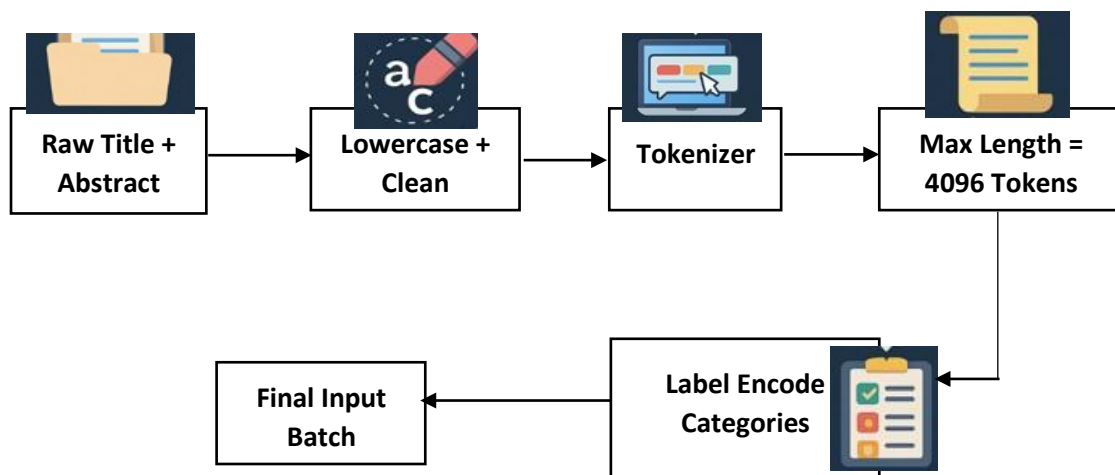 Raw Title +
Abstract
a
c
Lowercase +
Clean
Tokenizer
Max Length =
4096 Tokens
Label Encode
Categories
Final Input
Batch